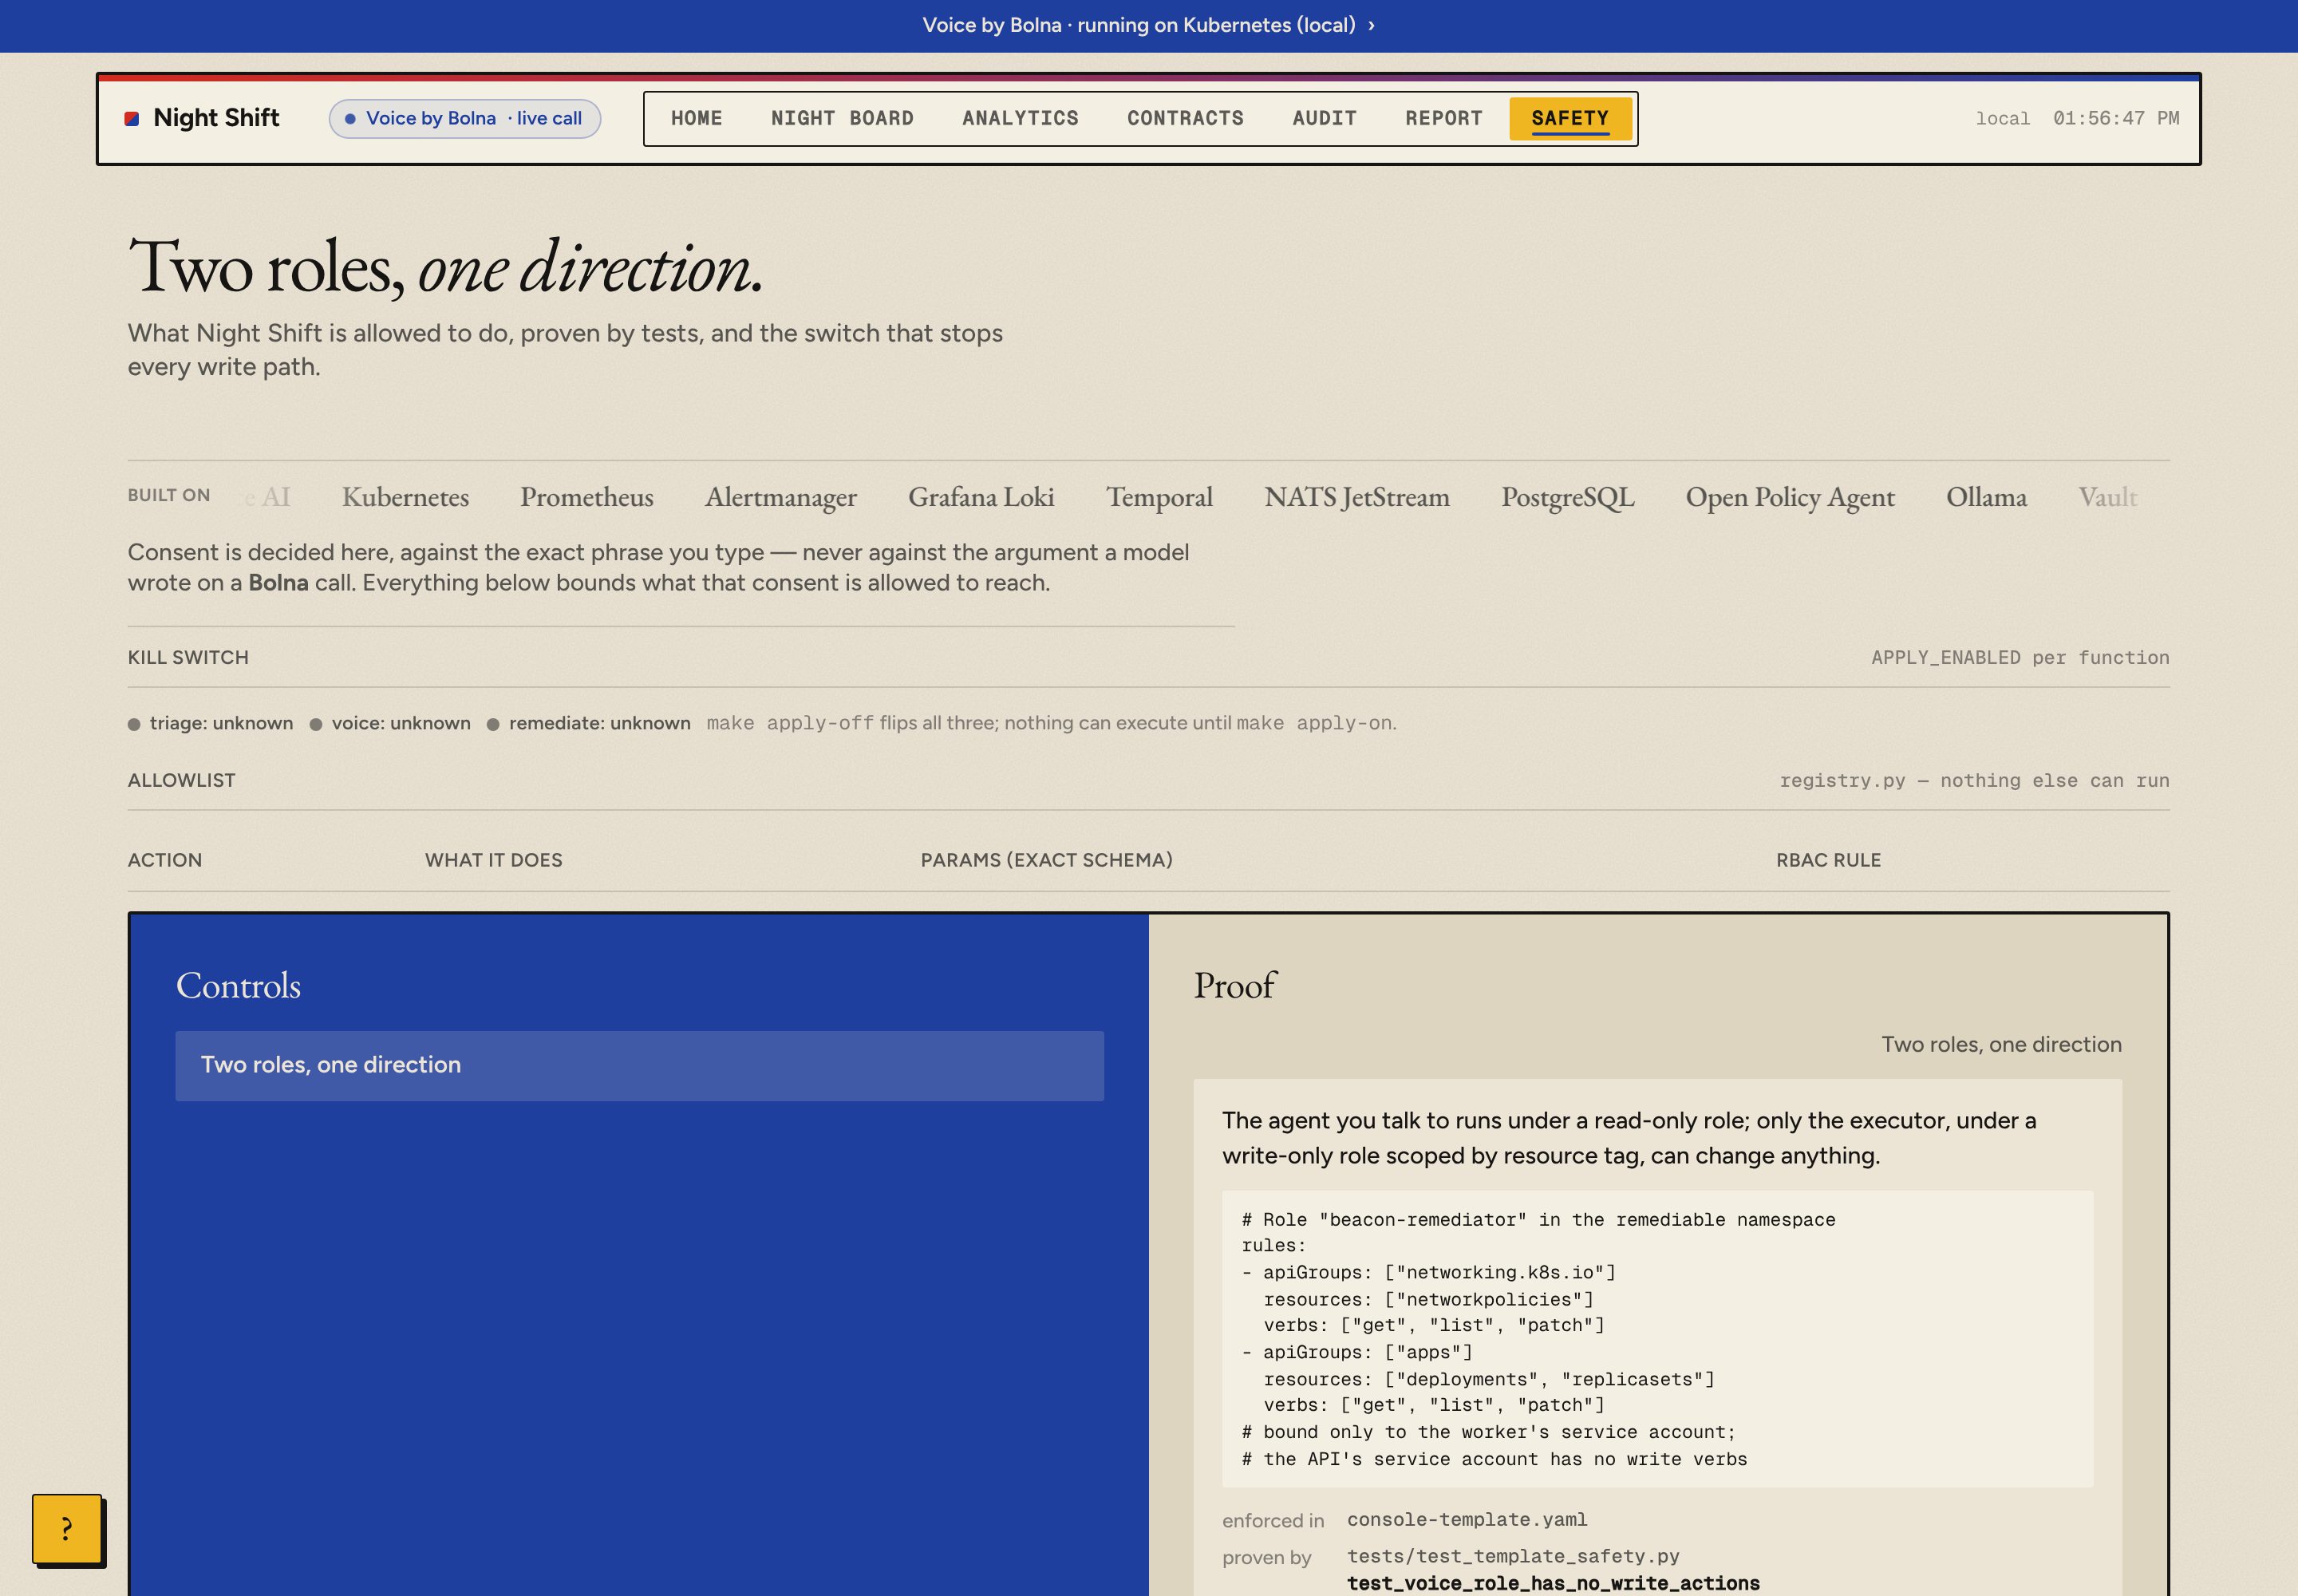 Voice by Bolna · running on Kubernetes (local) ›
Night Shift
Voice by Bolna · live call
HOME NIGHT BOARD ANALYTICS CONTRACTS AUDIT REPORT SAFETY
local 01:56:47 PM
Two roles, one direction.
What Night Shift is allowed to do, proven by tests, and the switch that stops
every write path.
BUILT ON e AI Kubernetes Prometheus Alertmanager Grafana Loki Temporal NATS JetStream PostgreSQL Open Policy Agent Ollama Vault
Consent is decided here, against the exact phrase you type — never against the argument a model
wrote on a Bolna call. Everything below bounds what that consent is allowed to reach.
KILL SWITCH APPLY_ENABLED per function
triage: unknown voice: unknown remediate: unknown make apply-off flips all three; nothing can execute until make apply-on.
ALLOWLIST registry.py — nothing else can run
ACTION WHAT IT DOES PARAMS (EXACT SCHEMA) RBAC RULE
Controls
Two roles, one direction
Proof
Two roles, one direction
The agent you talk to runs under a read-only role; only the executor, under a
write-only role scoped by resource tag, can change anything.
# Role "beacon-remediator" in the remediable namespace
rules:
- apiGroups: ["networking.k8s.io"]
  resources: ["networkpolicies"]
  verbs: ["get", "list", "patch"]
- apiGroups: ["apps"]
  resources: ["deployments", "replicasets"]
  verbs: ["get", "list", "patch"]
# bound only to the worker's service account;
# the API's service account has no write verbs
enforced in console-template.yaml
proven by tests/test_template_safety.py
test_voice_role_has_no_write_actions
?